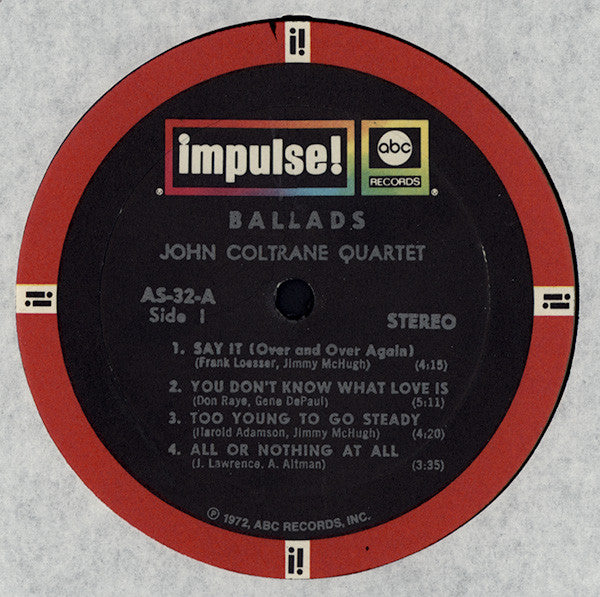 i!
impulse!
abc
RECORDS
®
®
BALLADS
JOHN COLTRANE QUARTET
AS-32-A
Side 1
STEREO
i!
i!
1. SAY IT (Over and Over Again)
(Frank Loesser, Jimmy McHugh) (4:15)
2. YOU DON'T KNOW WHAT LOVE IS
(Don Raye, Gene DePaul) (5:11)
3. TOO YOUNG TO GO STEADY
(Harold Adamson, Jimmy McHugh) (4:20)
4. ALL OR NOTHING AT ALL
(J. Lawrence, A. Altman) (3:35)
℗ 1972, ABC RECORDS, INC.
i!